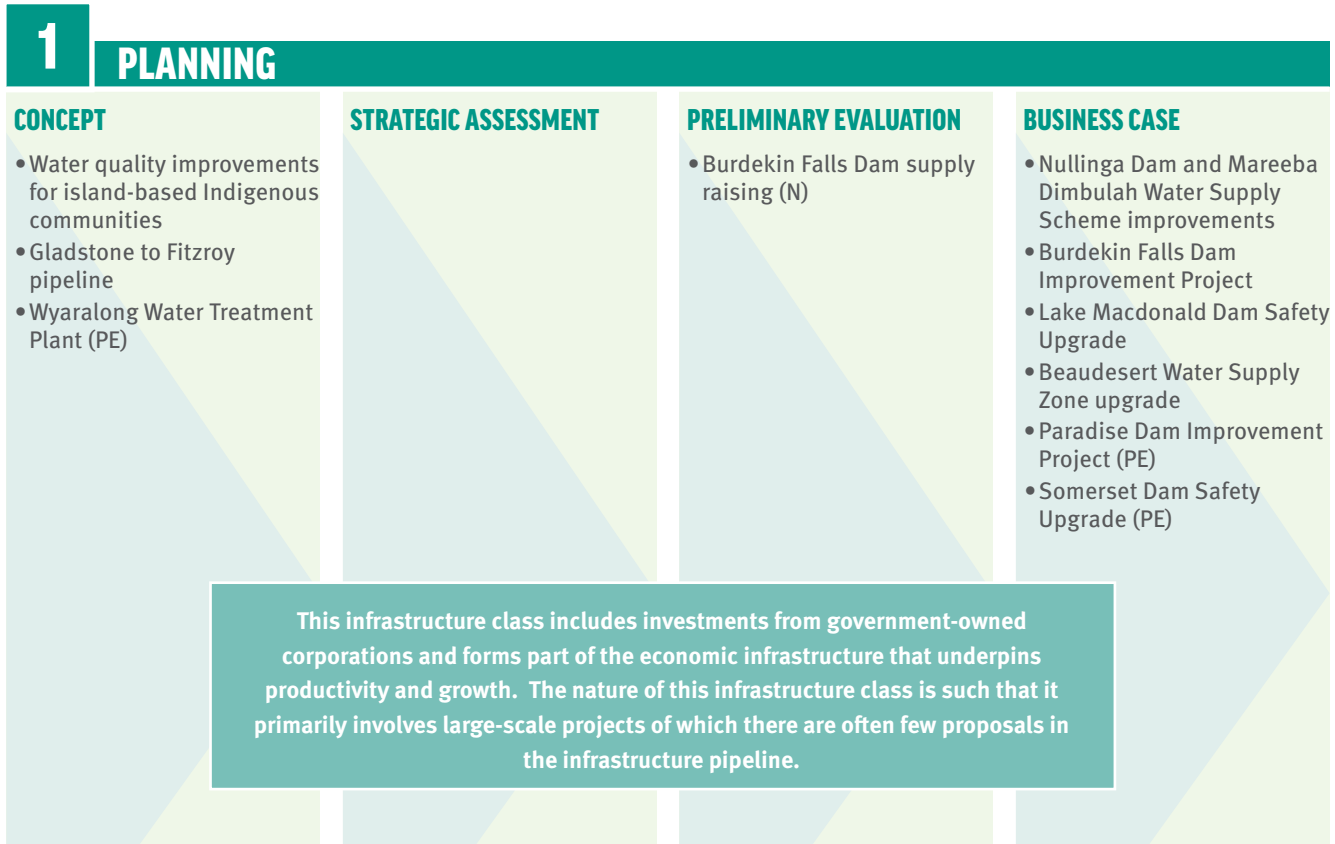 1
PLANNING
CONCEPT
• Water quality improvements
for island-based Indigenous
communities
• Gladstone to Fitzroy
pipeline
• Wyaralong Water Treatment
Plant (PE)
STRATEGIC ASSESSMENT
PRELIMINARY EVALUATION
• Burdekin Falls Dam supply
raising (N)
BUSINESS CASE
• Nullinga Dam and Mareeba
Dimbulah Water Supply
Scheme improvements
• Burdekin Falls Dam
Improvement Project
• Lake Macdonald Dam Safety
Upgrade
• Beaudesert Water Supply
Zone upgrade
• Paradise Dam Improvement
Project (PE)
• Somerset Dam Safety
Upgrade (PE)
This infrastructure class includes investments from government-owned
corporations and forms part of the economic infrastructure that underpins
productivity and growth. The nature of this infrastructure class is such that it
primarily involves large-scale projects of which there are often few proposals in
the infrastructure pipeline.